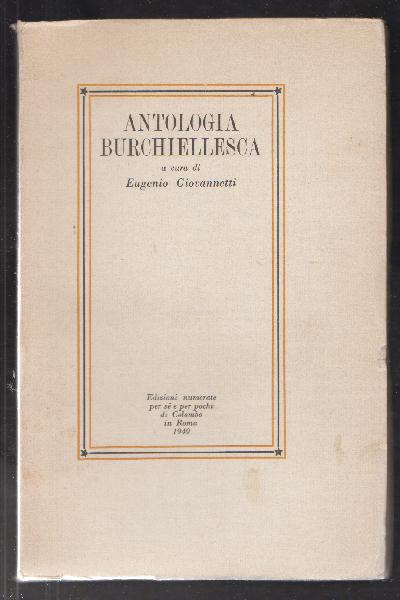 ANTOLOGIA
BURCHIELLESCA
a cura di
Eugenio Giovannetti
Edizioni numerate
per sé e per pochi
di Colombo
in Roma
1949